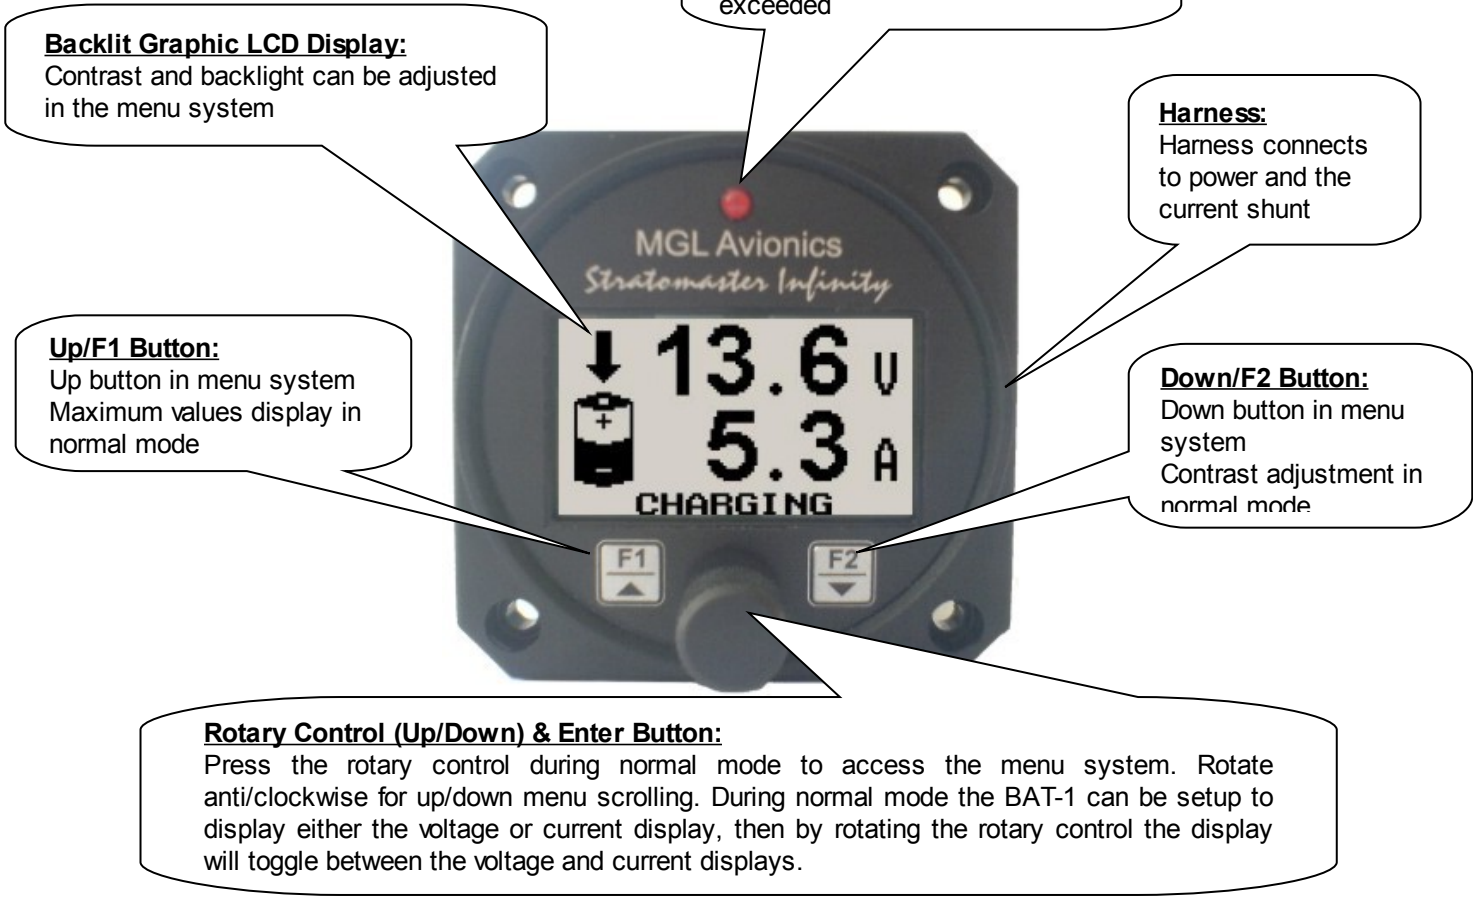 exceeded
Backlit Graphic LCD Display:
Contrast and backlight can be adjusted
in the menu system
Harness:
Harness connects
to power and the
current shunt
MGL Avionics
Stratomaster Infinity
13.6 V
+
5.3 A
-
CHARGING
Up/F1 Button:
Up button in menu system
Maximum values display in
normal mode
Down/F2 Button:
Down button in menu
system
Contrast adjustment in
normal mode
F1
F2
Rotary Control (Up/Down) & Enter Button:
Press the rotary control during normal mode to access the menu system. Rotate
anti/clockwise for up/down menu scrolling. During normal mode the BAT-1 can be setup to
display either the voltage or current display, then by rotating the rotary control the display
will toggle between the voltage and current displays.